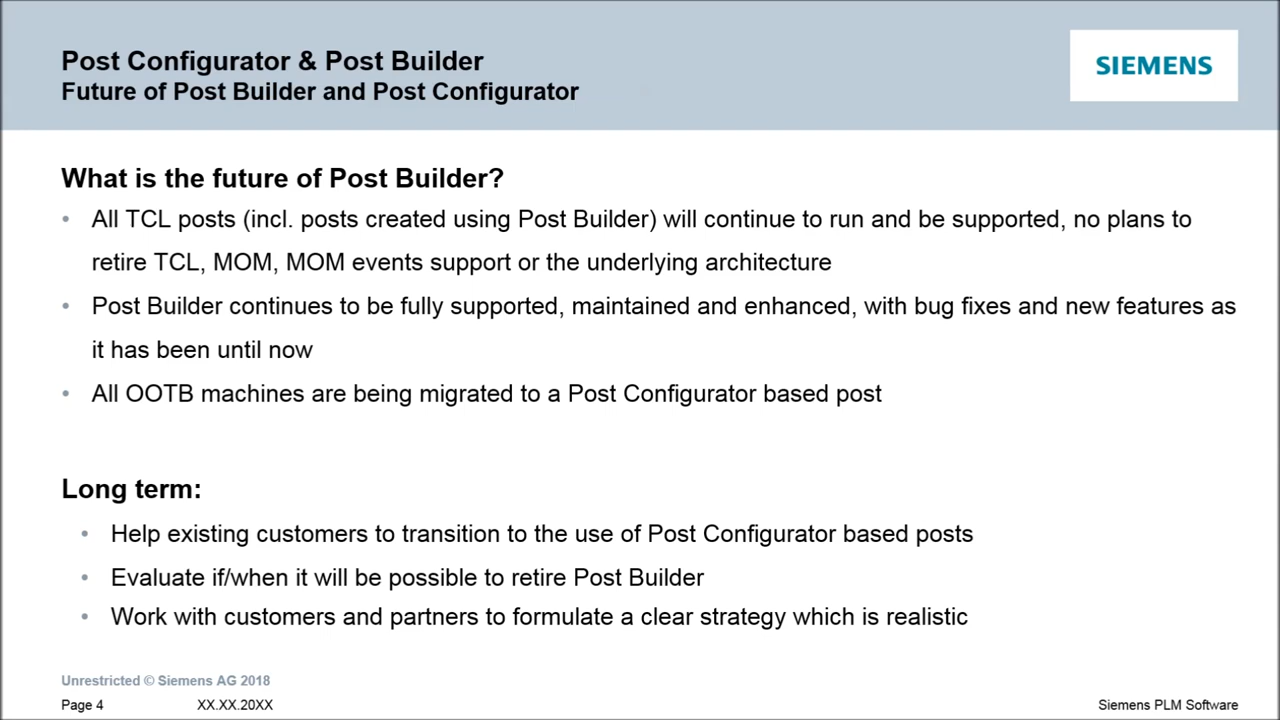 Post Configurator & Post Builder
Future of Post Builder and Post Configurator
SIEMENS
What is the future of Post Builder?
• All TCL posts (incl. posts created using Post Builder) will continue to run and be supported, no plans to
retire TCL, MOM, MOM events support or the underlying architecture
• Post Builder continues to be fully supported, maintained and enhanced, with bug fixes and new features as
it has been until now
• All OOTB machines are being migrated to a Post Configurator based post
Long term:
• Help existing customers to transition to the use of Post Configurator based posts
• Evaluate if/when it will be possible to retire Post Builder
• Work with customers and partners to formulate a clear strategy which is realistic
Unrestricted © Siemens AG 2018
Page 4 XX.XX.20XX Siemens PLM Software